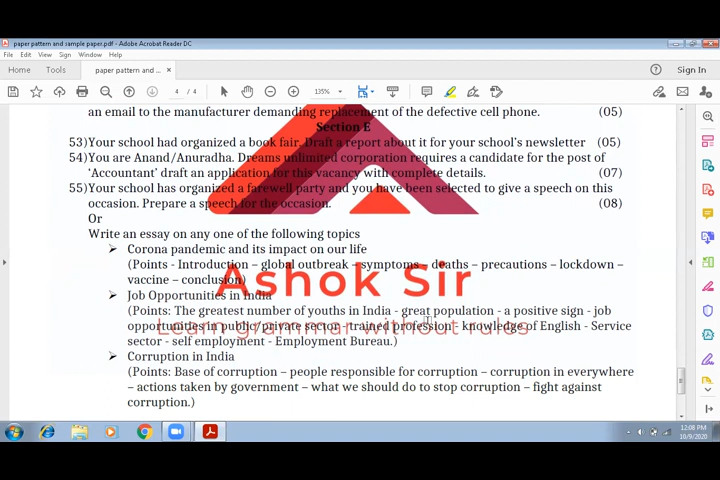 paper pattern and sample paper.pdf - Adobe Acrobat Reader DC
File Edit View Sign Window Help
Home Tools paper pattern and ... × Sign In
4 / 4 135%
an email to the manufacturer demanding replacement of the defective cell phone. (05)
Section E
53) Your school had organized a book fair. Draft a report about it for your school's newsletter (05)
54) You are Anand/Anuradha. Dreams unlimited corporation requires a candidate for the post of
'Accountant' draft an application for this vacancy with complete details. (07)
55) Your school has organized a farewell party and you have been selected to give a speech on this
occasion. Prepare a speech for the occasion. (08)
Or
Write an essay on any one of the following topics
➢ Corona pandemic and its impact on our life
(Points - Introduction – global outbreak – symptoms – deaths – precautions – lockdown –
vaccine – conclusion)
Ashok Sir
➢ Job Opportunities in India
(Points: The greatest number of youths in India - great population - a positive sign - job
opportunities in public/private sector - trained profession - knowledge of English - Service
Learn grammar without rules
sector - self employment - Employment Bureau.)
➢ Corruption in India
(Points: Base of corruption – people responsible for corruption – corruption in everywhere
– actions taken by government – what we should do to stop corruption – fight against
corruption.)
12:08 PM
10/9/2020